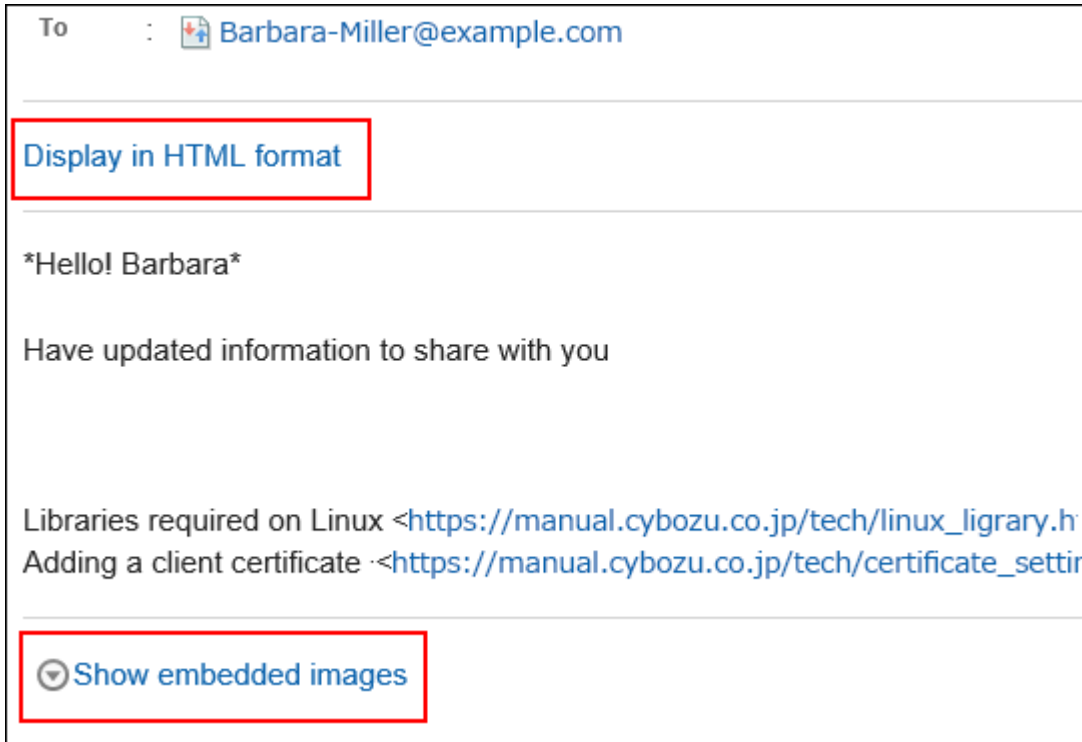 To : Barbara-Miller@example.com
Display in HTML format
*Hello! Barbara*
Have updated information to share with you
Libraries required on Linux <https://manual.cybozu.co.jp/tech/linux_ligrary.h
Adding a client certificate <https://manual.cybozu.co.jp/tech/certificate_setti
Show embedded images